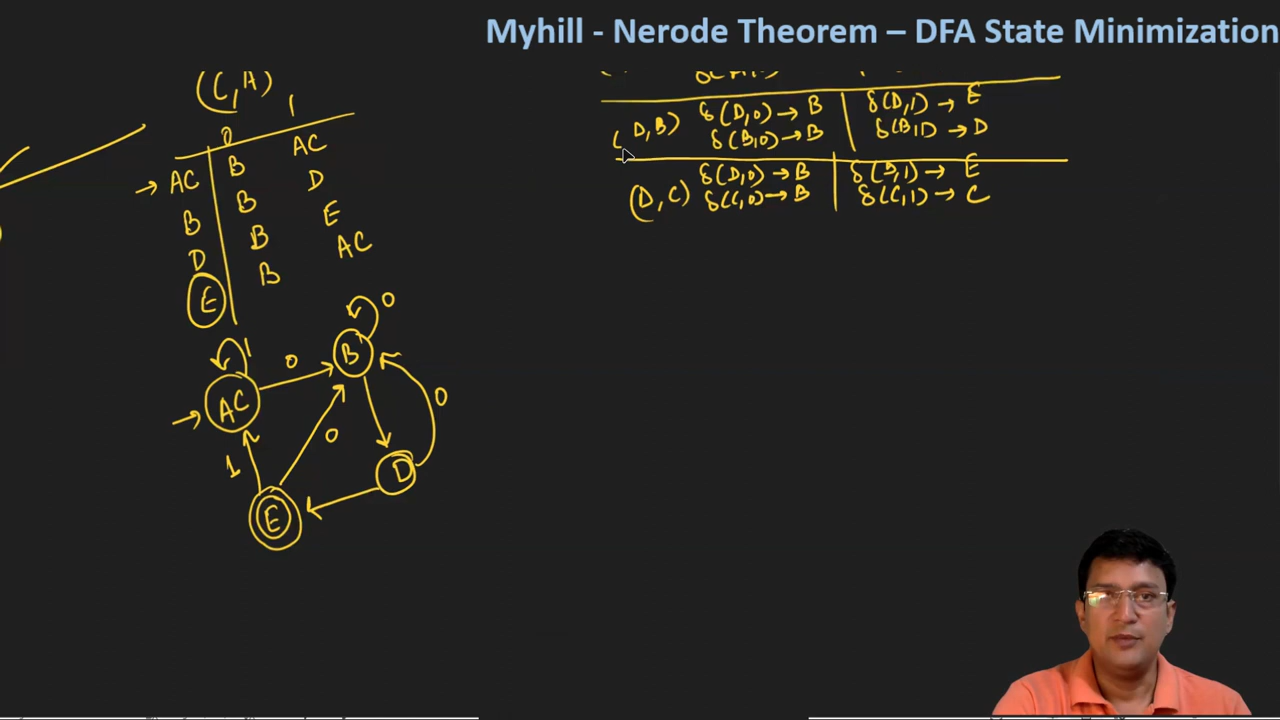 Myhill - Nerode Theorem – DFA State Minimization
(C,A)
0 1
→ AC B AC
B B D
D B E
E B AC
(D,B) δ(D,0) → B δ(D,1) → E
δ(B,0) → B δ(B,1) → D
(D,C) δ(D,0) → B δ(D,1) → E
δ(C,0) → B δ(C,1) → C
0
B
1
0
→ AC
0
0
1
D
E